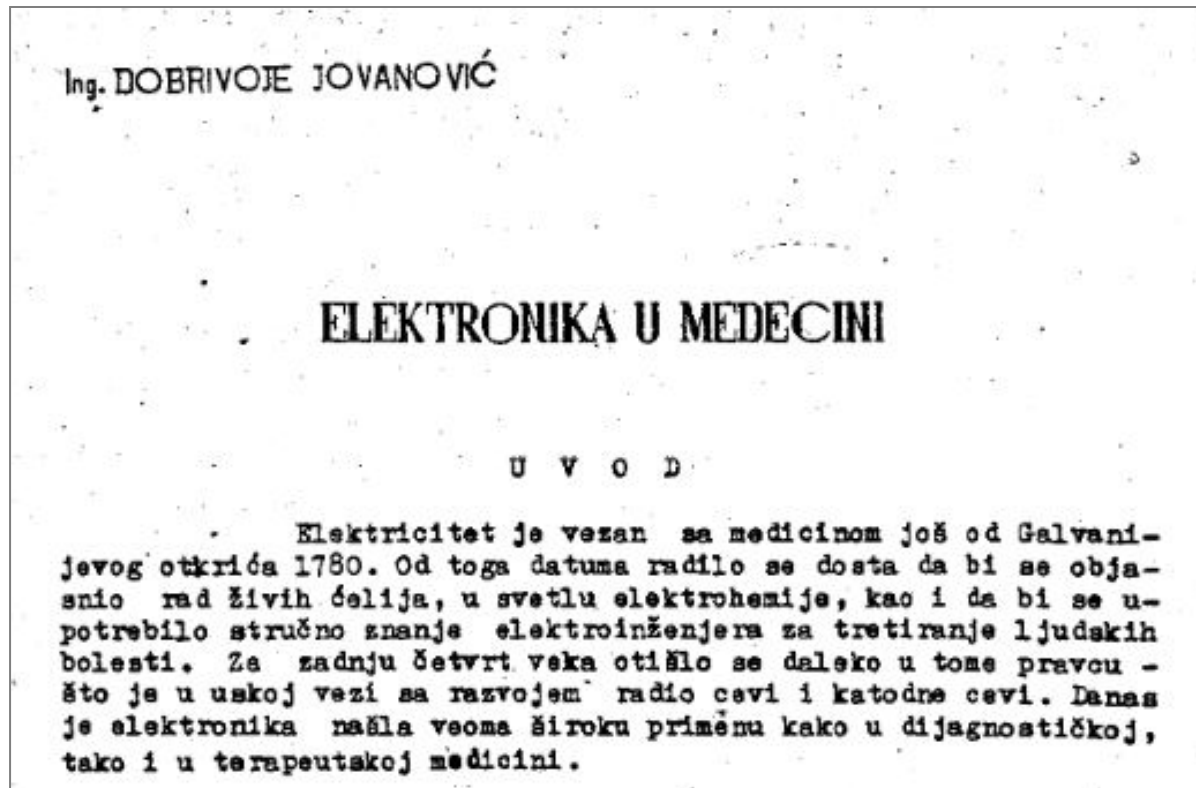 Ing. DOBRIVOJE JOVANOVIĆ
ELEKTRONIKA U MEDECINI
U V O D
Elektricitet je vezan sa medicinom još od Galvani-
jevog otkrića 1780. Od toga datuma radilo se dosta da bi se obja-
snio rad živih ćelija, u svetlu elektrohemije, kao i da bi se u-
potrebilo stručno znanje elektroinženjera za tretiranje ljudskih
bolesti. Za zadnju četvrt veka otišlo se daleko u tome pravcu -
što je u uskoj vezi sa razvojem radio cevi i katodne cevi. Danas
je elektronika našla veoma široku primenu kako u dijagnostičkoj,
tako i u terapeutskoj medicini.